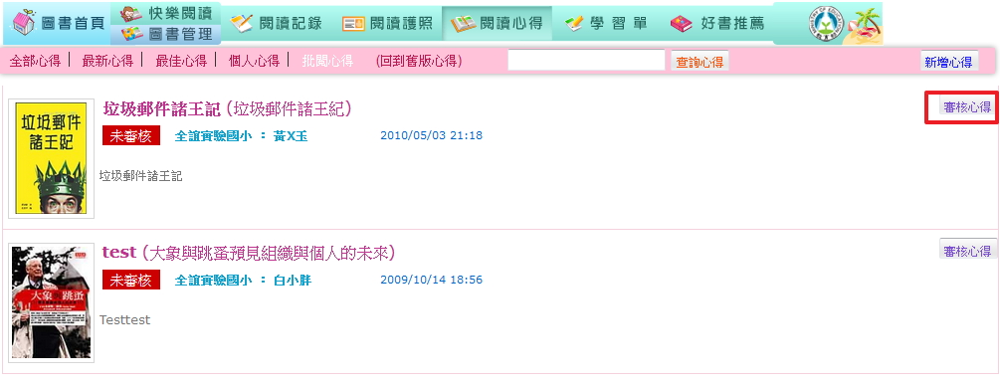 圖書首頁 快樂閱讀 圖書管理 閱讀記錄 閱讀護照 閱讀心得 學習單 好書推薦
全部心得 | 最新心得 | 最佳心得 | 個人心得 | 批閱心得 (回到舊版心得) 查詢心得 新增心得
垃圾郵件諸王記 (垃圾郵件諸王紀) 審核心得
未審核 全誼實驗國小 : 黃X玉 2010/05/03 21:18
垃圾郵件諸王記
垃圾郵件
諸王記
test (大象與跳蚤預見組織與個人的未來) 審核心得
未審核 全誼實驗國小 : 白小胖 2009/10/14 18:56
Testtest
大象與跳蚤